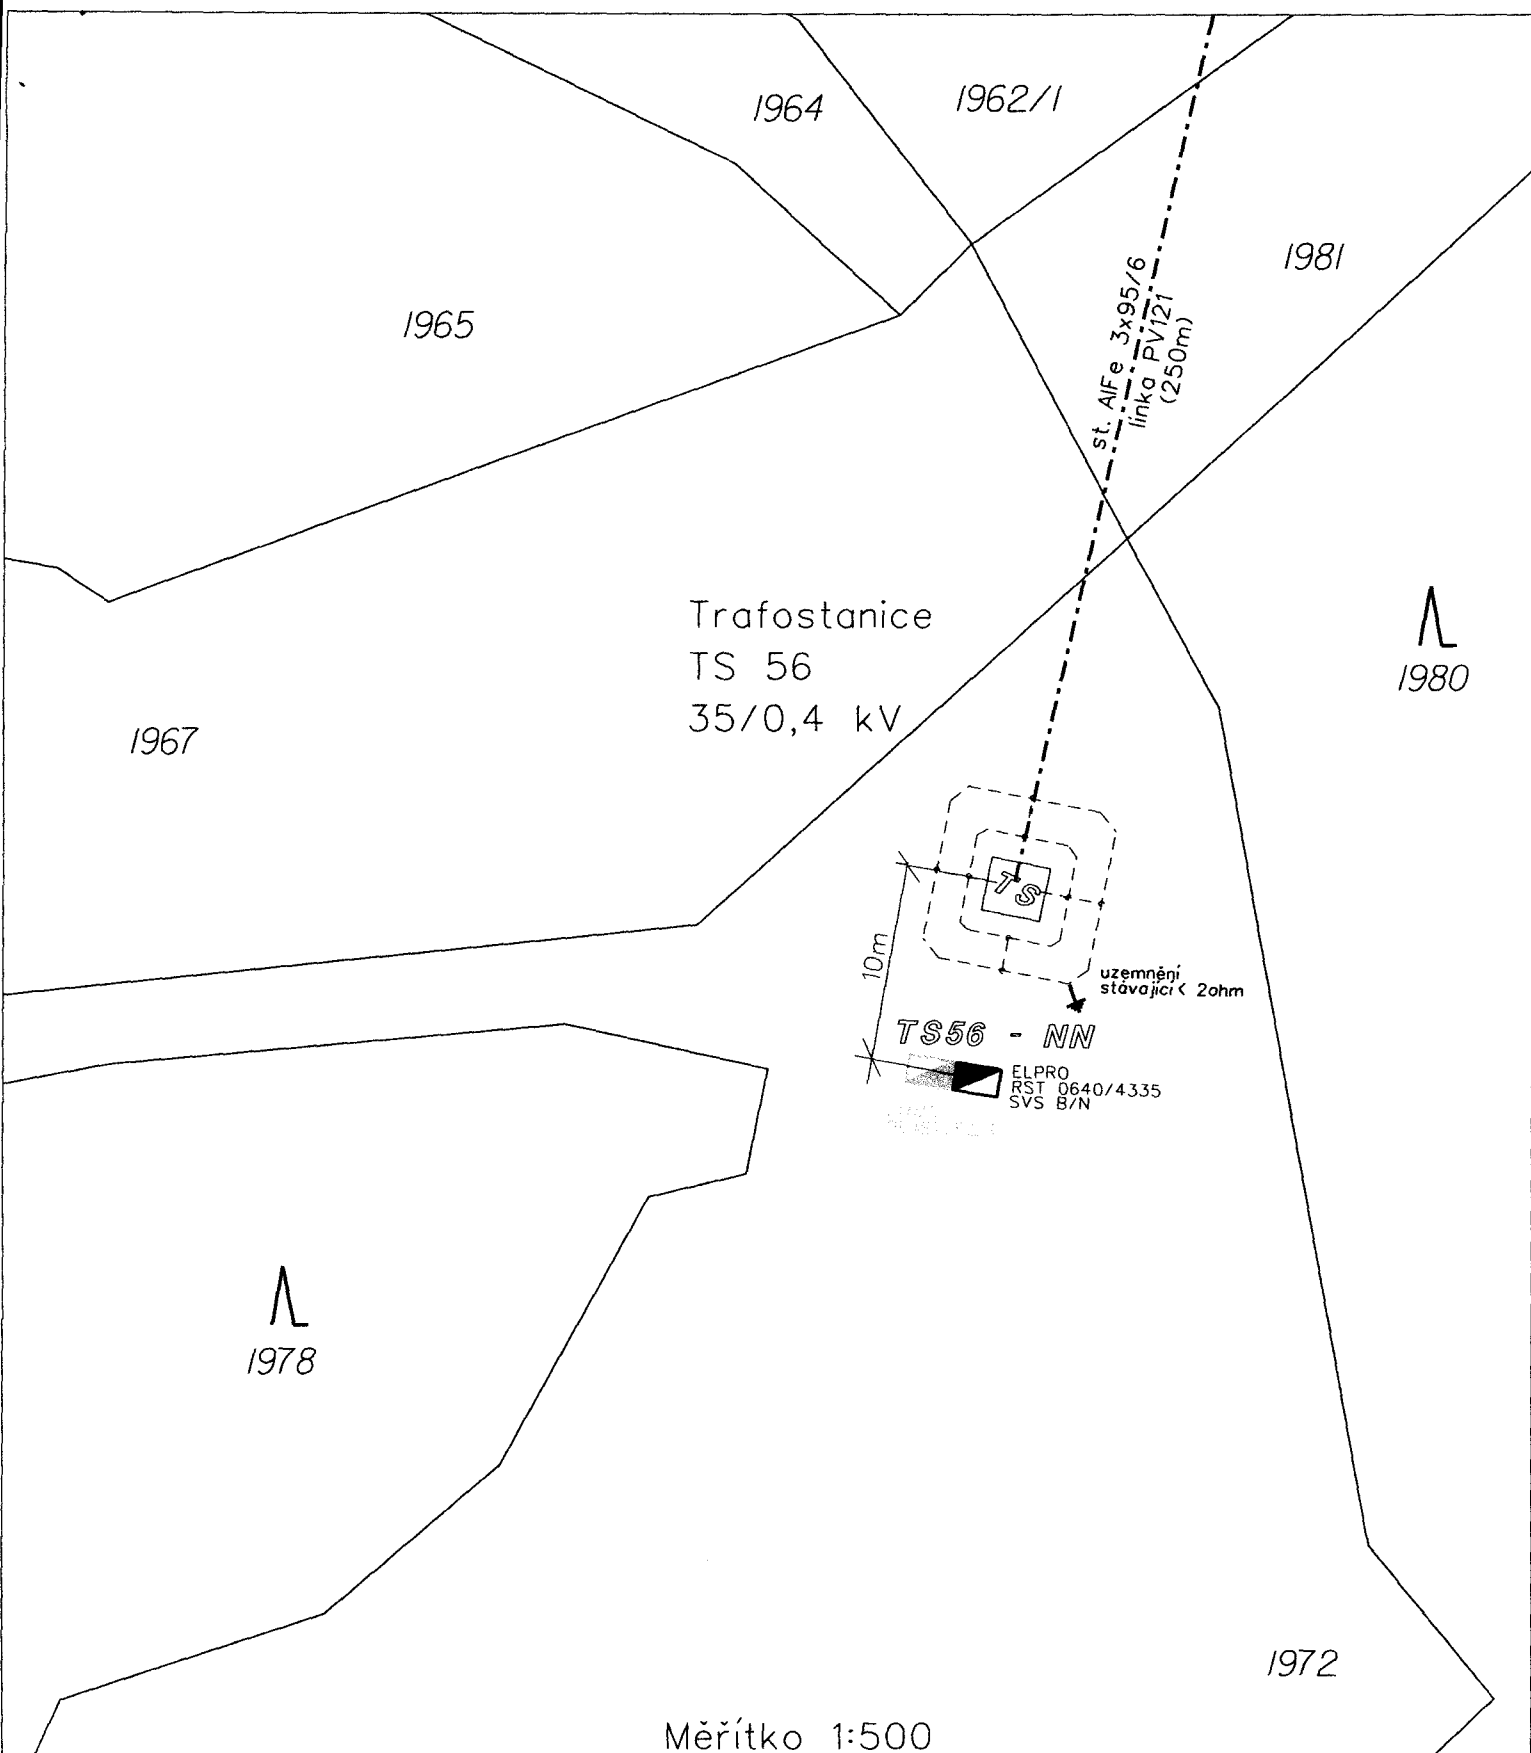 1964
1962/1
1981
1965
st. AlFe 3x95/6
linka PV121
(250m)
Trafostanice
TS 56
35/0,4 kV
1980
1967
TS
10m
uzemnění
stávající < 2ohm
TS56 - NN
ELPRO
RST 0640/4335
SVS B/N
1978
1972
Měřítko 1:500